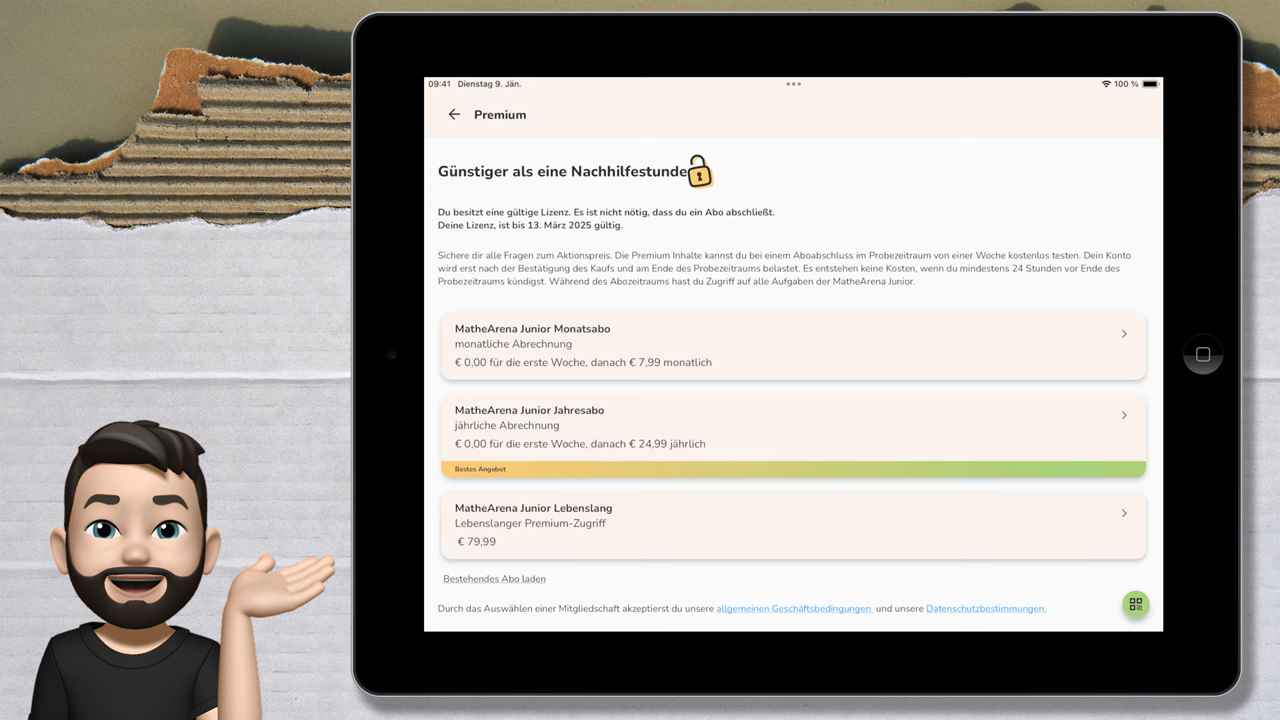 09:41 Dienstag 9. Jän.
100 %
Premium
Günstiger als eine Nachhilfestunde
Du besitzt eine gültige Lizenz. Es ist nicht nötig, dass du ein Abo abschließt.
Deine Lizenz, ist bis 13. März 2025 gültig.
Sichere dir alle Fragen zum Aktionspreis. Die Premium Inhalte kannst du bei einem Aboabschluss im Probezeitraum von einer Woche kostenlos testen. Dein Konto
wird erst nach der Bestätigung des Kaufs und am Ende des Probezeitraums belastet. Es entstehen keine Kosten, wenn du mindestens 24 Stunden vor Ende des
Probezeitraums kündigst. Während des Abozeitraums hast du Zugriff auf alle Aufgaben der MatheArena Junior.
MatheArena Junior Monatsabo
monatliche Abrechnung
€ 0,00 für die erste Woche, danach € 7,99 monatlich
MatheArena Junior Jahresabo
jährliche Abrechnung
€ 0,00 für die erste Woche, danach € 24,99 jährlich
Bestes Angebot
MatheArena Junior Lebenslang
Lebenslanger Premium-Zugriff
€ 79,99
Bestehendes Abo laden
Durch das Auswählen einer Mitgliedschaft akzeptierst du unsere allgemeinen Geschäftsbedingungen und unsere Datenschutzbestimmungen.